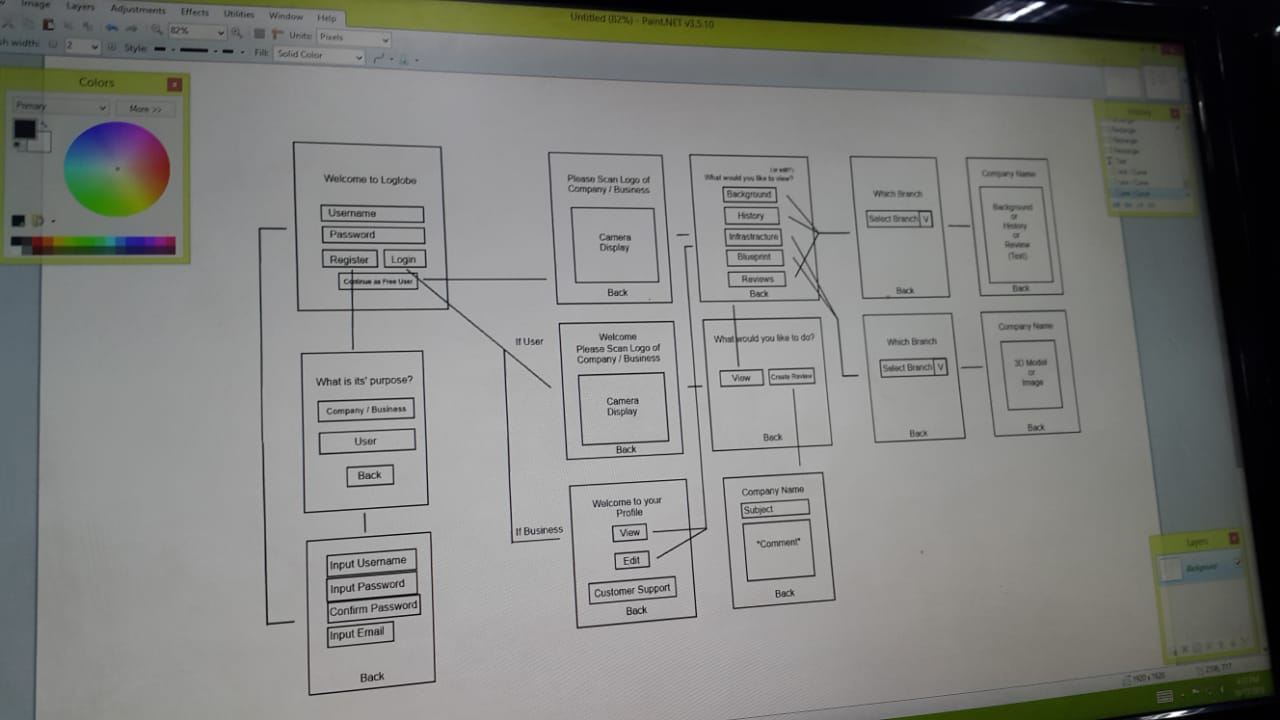 Untitled (82%) - Paint.NET v3.5.10
Image Layers Adjustments Effects Utilities Window Help
82% Units: Pixels
width: 2 Style: Fill: Solid Color
Colors
Primary
More >>
Welcome to Loglobe
Username
Password
Register
Login
Continue as Free User
What is its' purpose?
Company / Business
User
Back
Input Username
Input Password
Confirm Password
Input Email
Back
If User
If Business
Please Scan Logo of
Company / Business
Camera
Display
Back
Welcome
Please Scan Logo of
Company / Business
Camera
Display
Back
Welcome to your
Profile
View
Edit
Customer Support
Back
(or edit?)
What would you like to view?
Background
History
Infrastracture
Blueprint
Reviews
Back
What would you like to do?
View
Create Review
Back
Company Name
Subject
"Comment"
Back
Which Branch
Select Branch V
Back
Which Branch
Select Branch V
Back
Company Name
Background
or
History
or
Review
(Text)
Back
Company Name
3D Model
or
Image
Back
History
Rectangle
Rectangle
Rectangle
Text
Layers
Background
1920 x 1920